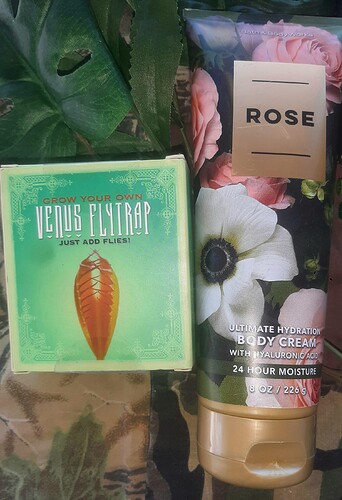 GROW YOUR OWN
VENUS FLYTRAP
JUST ADD FLIES!
ROSE
ULTIMATE HYDRATION
BODY CREAM
WITH HYALURONIC ACID
24 HOUR MOISTURE
8 OZ / 226 g